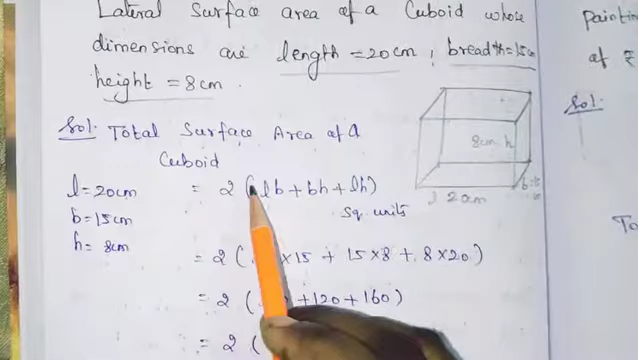 Lateral Surface area of a Cuboid whose
dimensions are length = 20cm, breadth = 15cm
height = 8cm.
Sol: Total Surface Area of a
Cuboid
l = 20cm = 2 (lb + bh + lh)
b = 15cm sq. units
h = 8cm = 2 ( × 15 + 15 × 8 + 8 × 20)
= 2 ( + 120 + 160)
= 2 (
8cm h
l 20cm
b = 15
painting
of ₹
Sol:
To